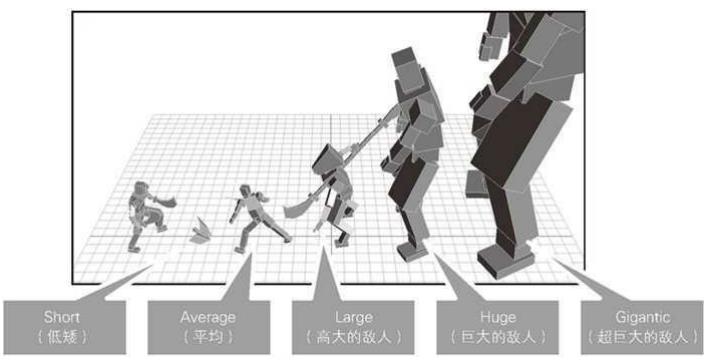 Short
（低矮）
Average
（平均）
Large
（高大的敌人）
Huge
（巨大的敌人）
Gigantic
（超巨大的敌人）